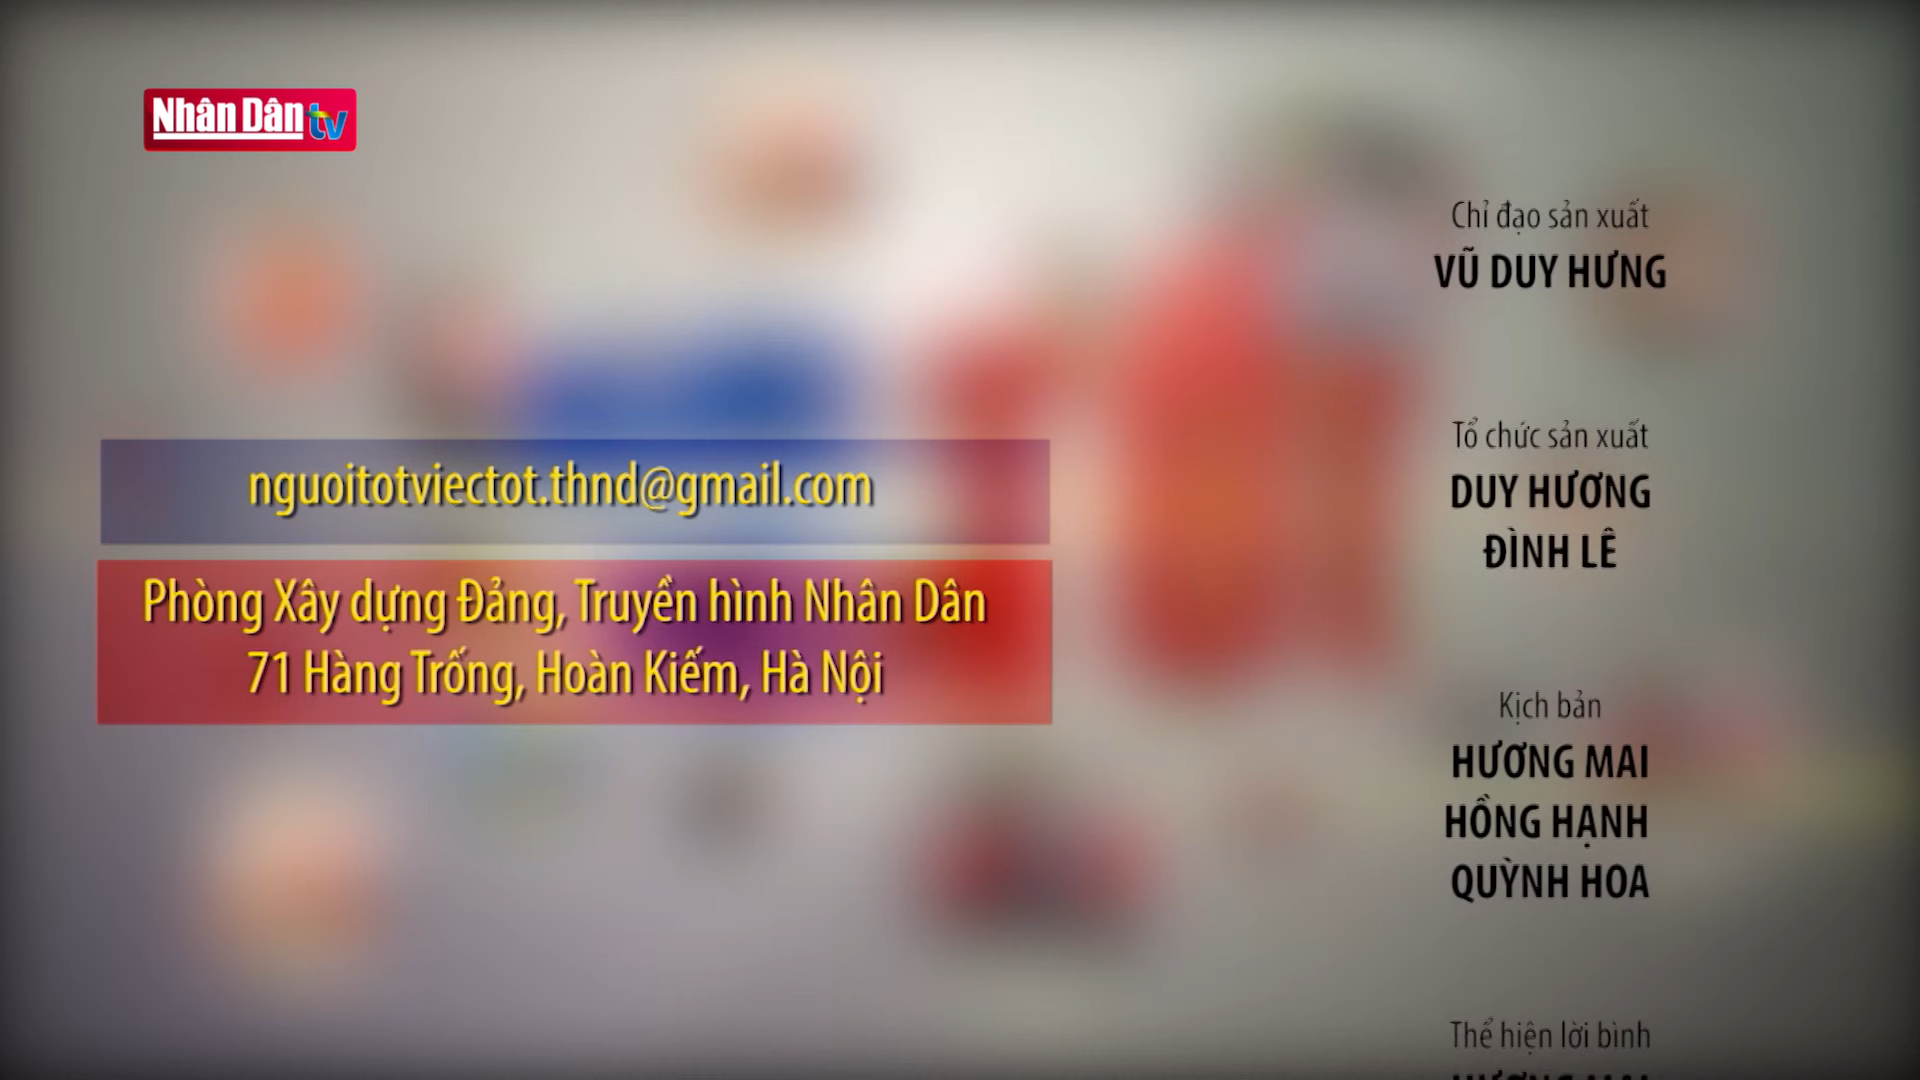 Nhân Dân tv
nguoitotviectot.thnd@gmail.com
Phòng Xây dựng Đảng, Truyền hình Nhân Dân
71 Hàng Trống, Hoàn Kiếm, Hà Nội
Chỉ đạo sản xuất
VŨ DUY HƯNG
Tổ chức sản xuất
DUY HƯƠNG
ĐÌNH LÊ
Kịch bản
HƯƠNG MAI
HỒNG HẠNH
QUỲNH HOA
Thể hiện lời bình